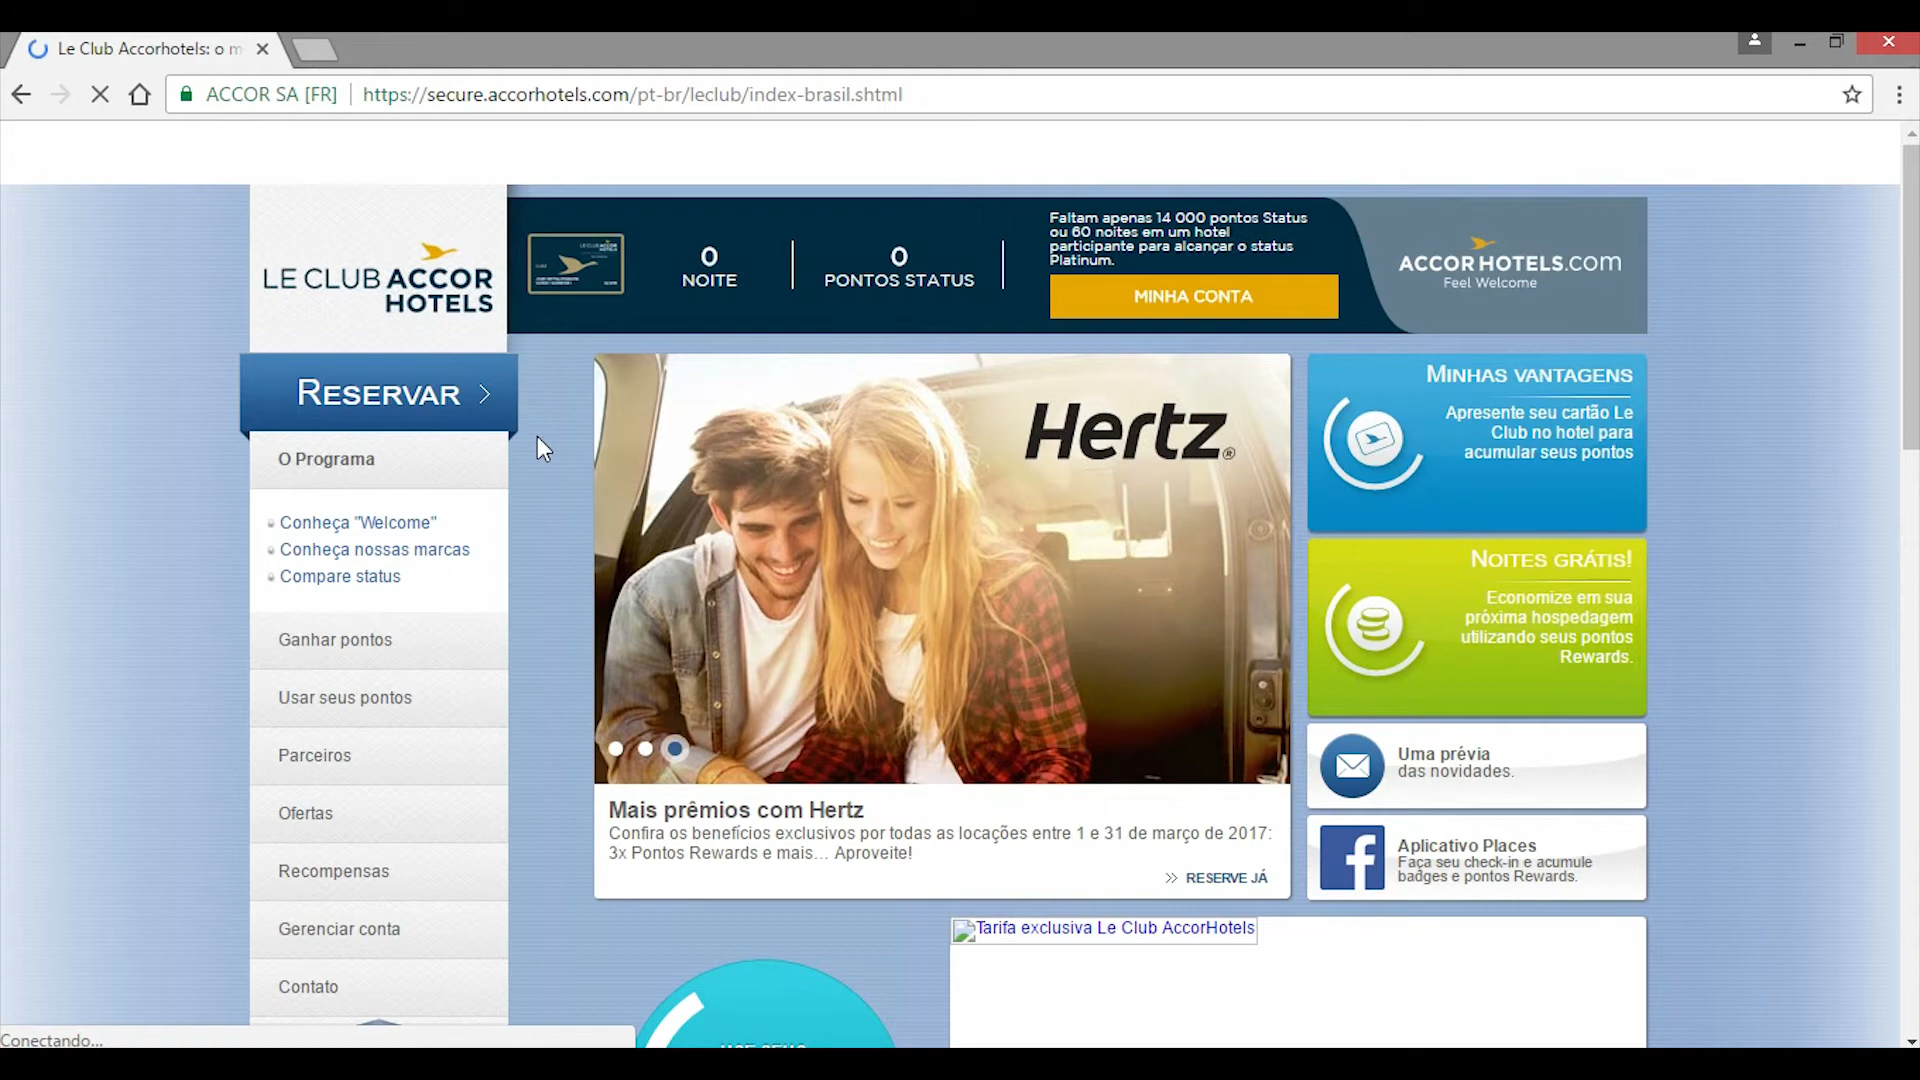 Le Club Accorhotels: o m
ACCOR SA [FR]
https://secure.accorhotels.com/pt-br/leclub/index-brasil.shtml
LE CLUB ACCOR
HOTELS
0
NOITE
0
PONTOS STATUS
Faltam apenas 14 000 pontos Status
ou 60 noites em um hotel
participante para alcançar o status
Platinum.
MINHA CONTA
ACCORHOTELS.com
Feel Welcome
RESERVAR
O Programa
Conheça "Welcome"
Conheça nossas marcas
Compare status
Ganhar pontos
Usar seus pontos
Parceiros
Ofertas
Recompensas
Gerenciar conta
Contato
Hertz®
Mais prêmios com Hertz
Confira os benefícios exclusivos por todas as locações entre 1 e 31 de março de 2017:
3x Pontos Rewards e mais... Aproveite!
RESERVE JÁ
MINHAS VANTAGENS
Apresente seu cartão Le
Club no hotel para
acumular seus pontos
NOITES GRÁTIS!
Economize em sua
próxima hospedagem
utilizando seus pontos
Rewards.
Uma prévia
das novidades.
Aplicativo Places
Faça seu check-in e acumule
badges e pontos Rewards.
Tarifa exclusiva Le Club AccorHotels
Conectando...